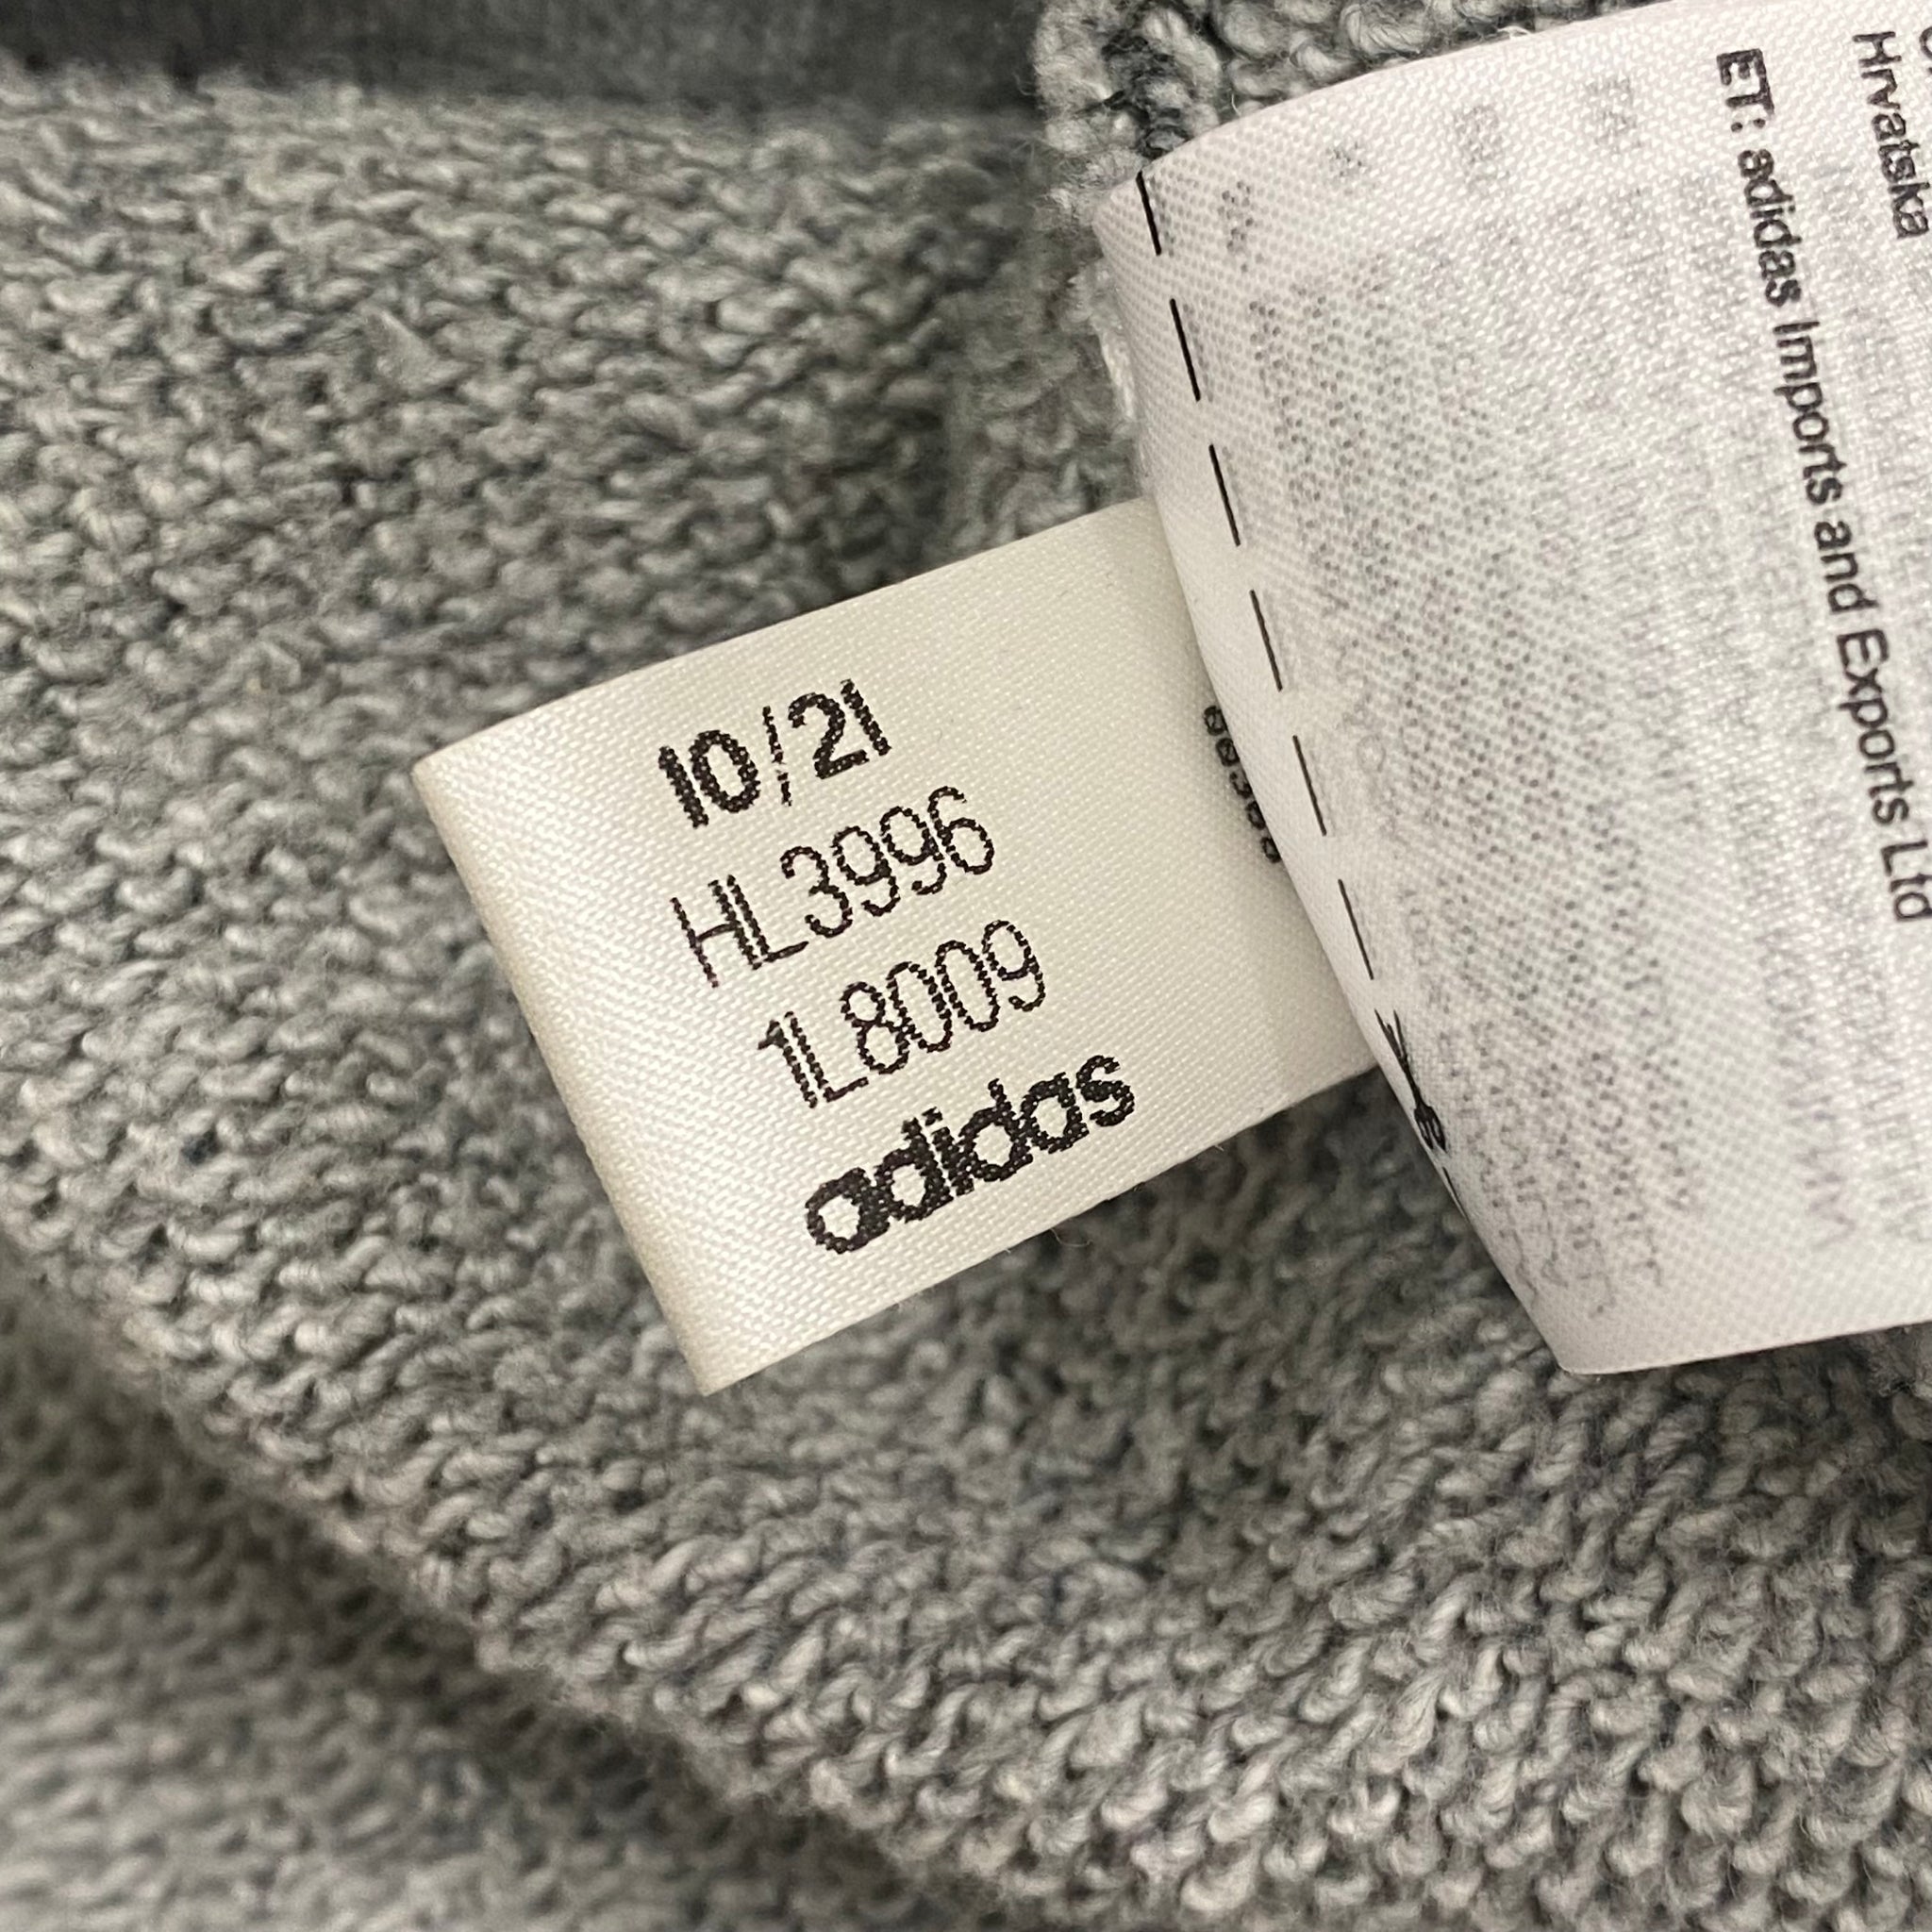 10/21
HL3996
1L8009
adidas
Hrvatska
ET: adidas Imports and Exports Ltd